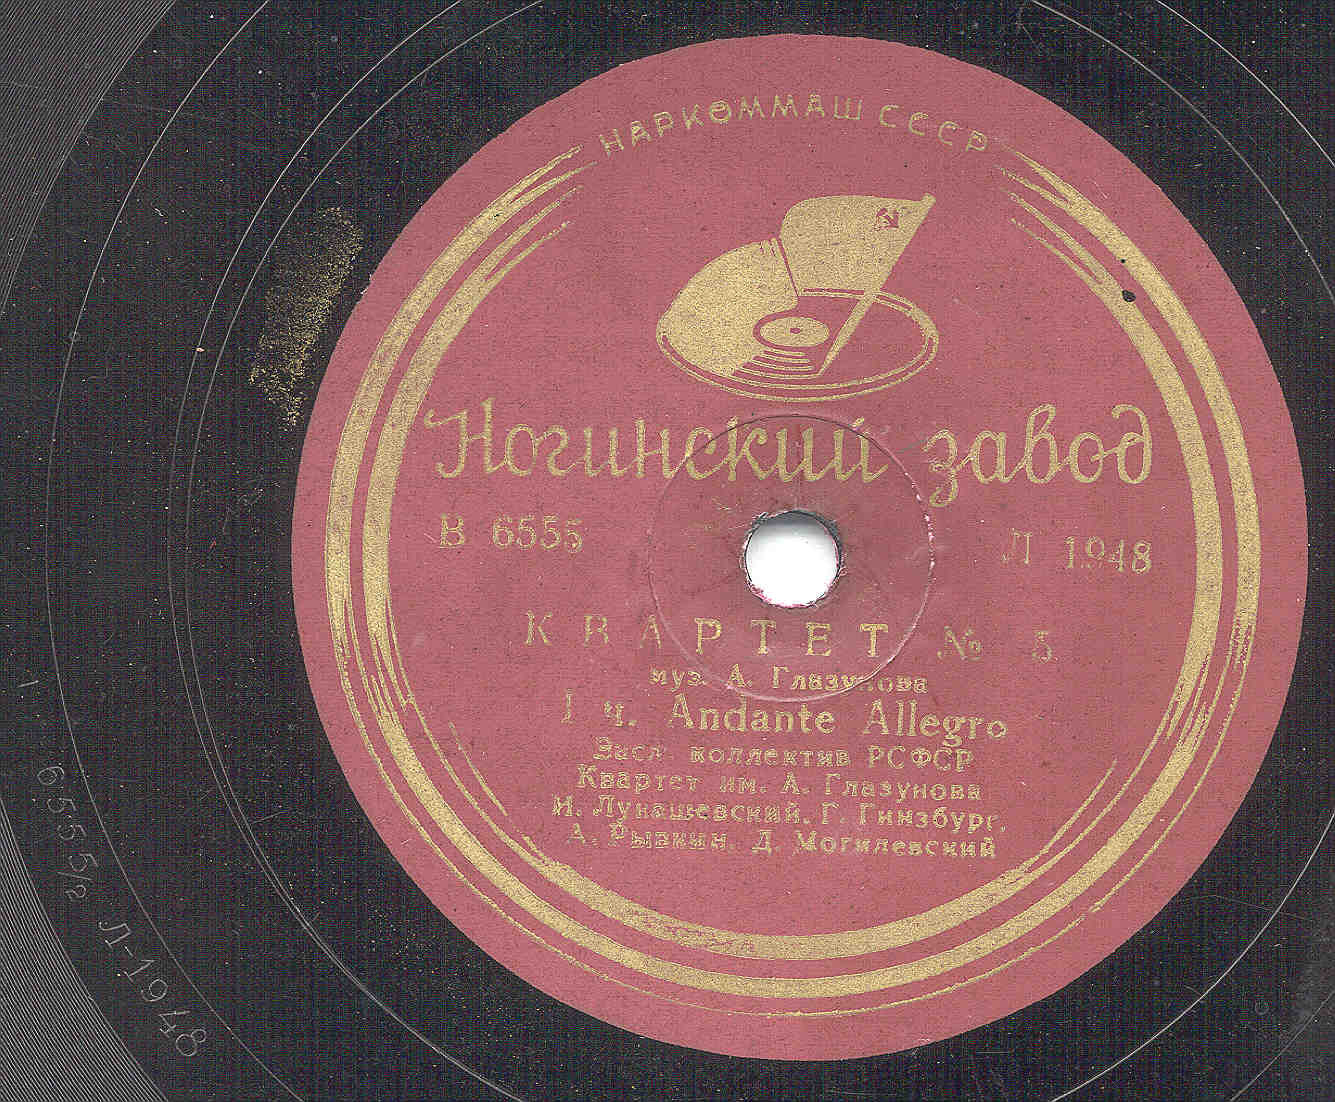 НАРКОММАШ СССР
Ногинский завод
В 6555
Л 1948
КВАРТЕТ № 5
муз. А. Глазунова
I ч. Andante Allegro
Засл. коллектив РСФСР
Квартет им. А. Глазунова
И. Лукашевский, Г. Гинзбург,
А. Рывкин, Д. Могилевский
6555/2 Л-1948